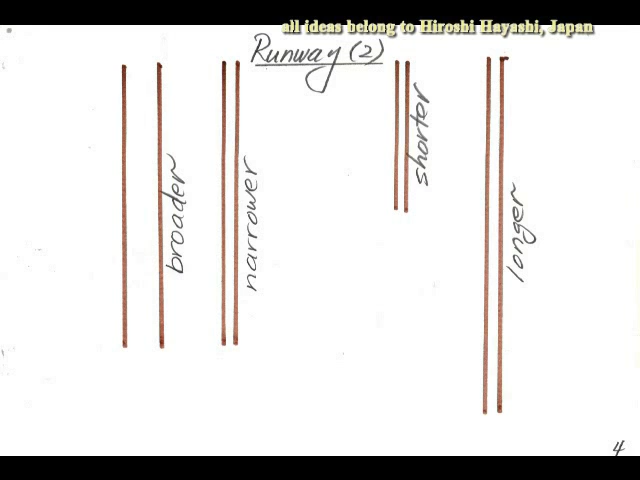 all ideas belong to Hiroshi Hayashi, Japan
Runway (2)
broader
narrower
shorter
longer
4